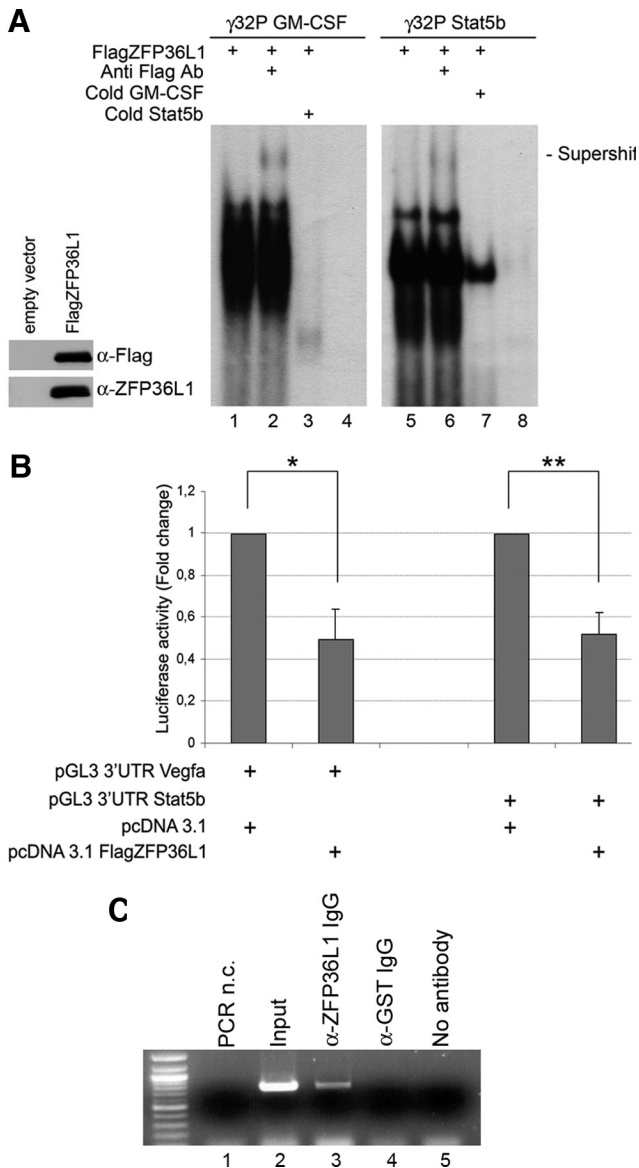 A
γ32P GM-CSF
γ32P Stat5b
FlagZFP36L1 + + + + + +
Anti Flag Ab + +
Cold GM-CSF +
Cold Stat5b +
- Supershif
empty vector
FlagZFP36L1
α-Flag
α-ZFP36L1
1 2 3 4 5 6 7 8
B
Luciferase activity (Fold change)
1,2
1
0,8
0,6
0,4
0,2
0
*
**
pGL3 3'UTR Vegfa + +
pGL3 3'UTR Stat5b + +
pcDNA 3.1 + +
pcDNA 3.1 FlagZFP36L1 + +
C
PCR n.c.
Input
α-ZFP36L1 IgG
α-GST IgG
No antibody
1 2 3 4 5